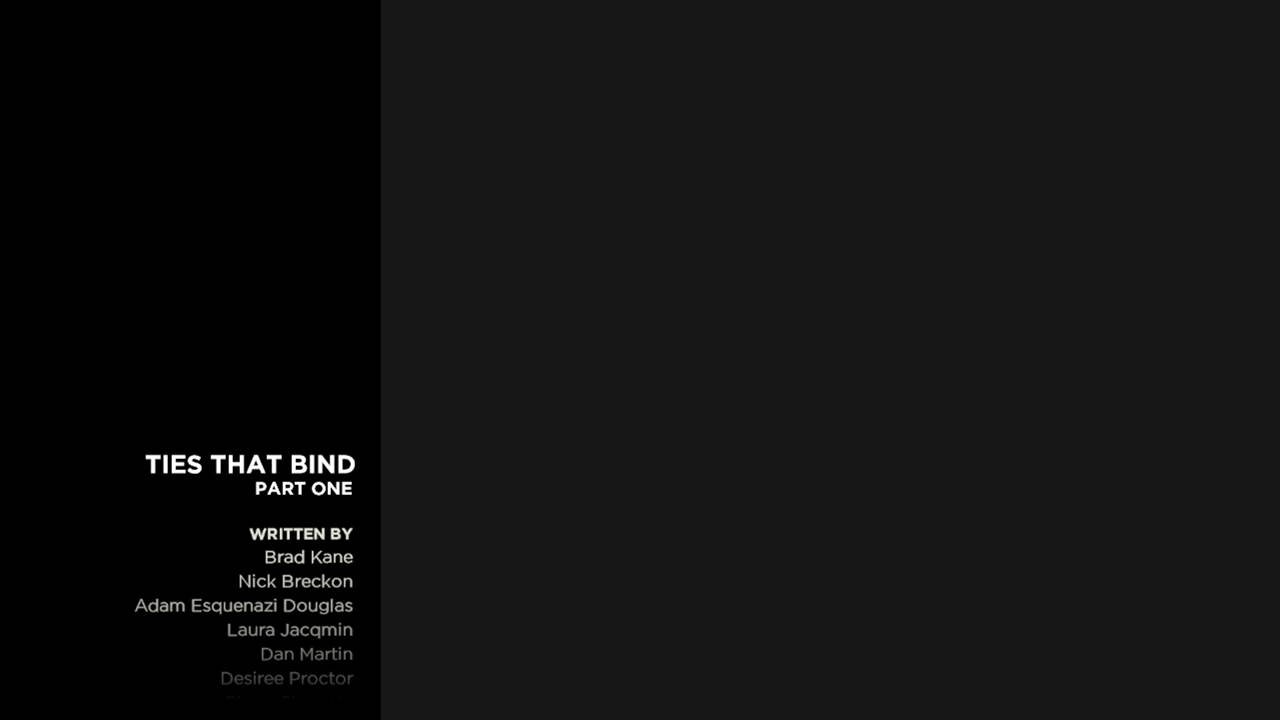 TIES THAT BIND
PART ONE
WRITTEN BY
Brad Kane
Nick Breckon
Adam Esquenazi Douglas
Laura Jacqmin
Dan Martin
Desiree Proctor